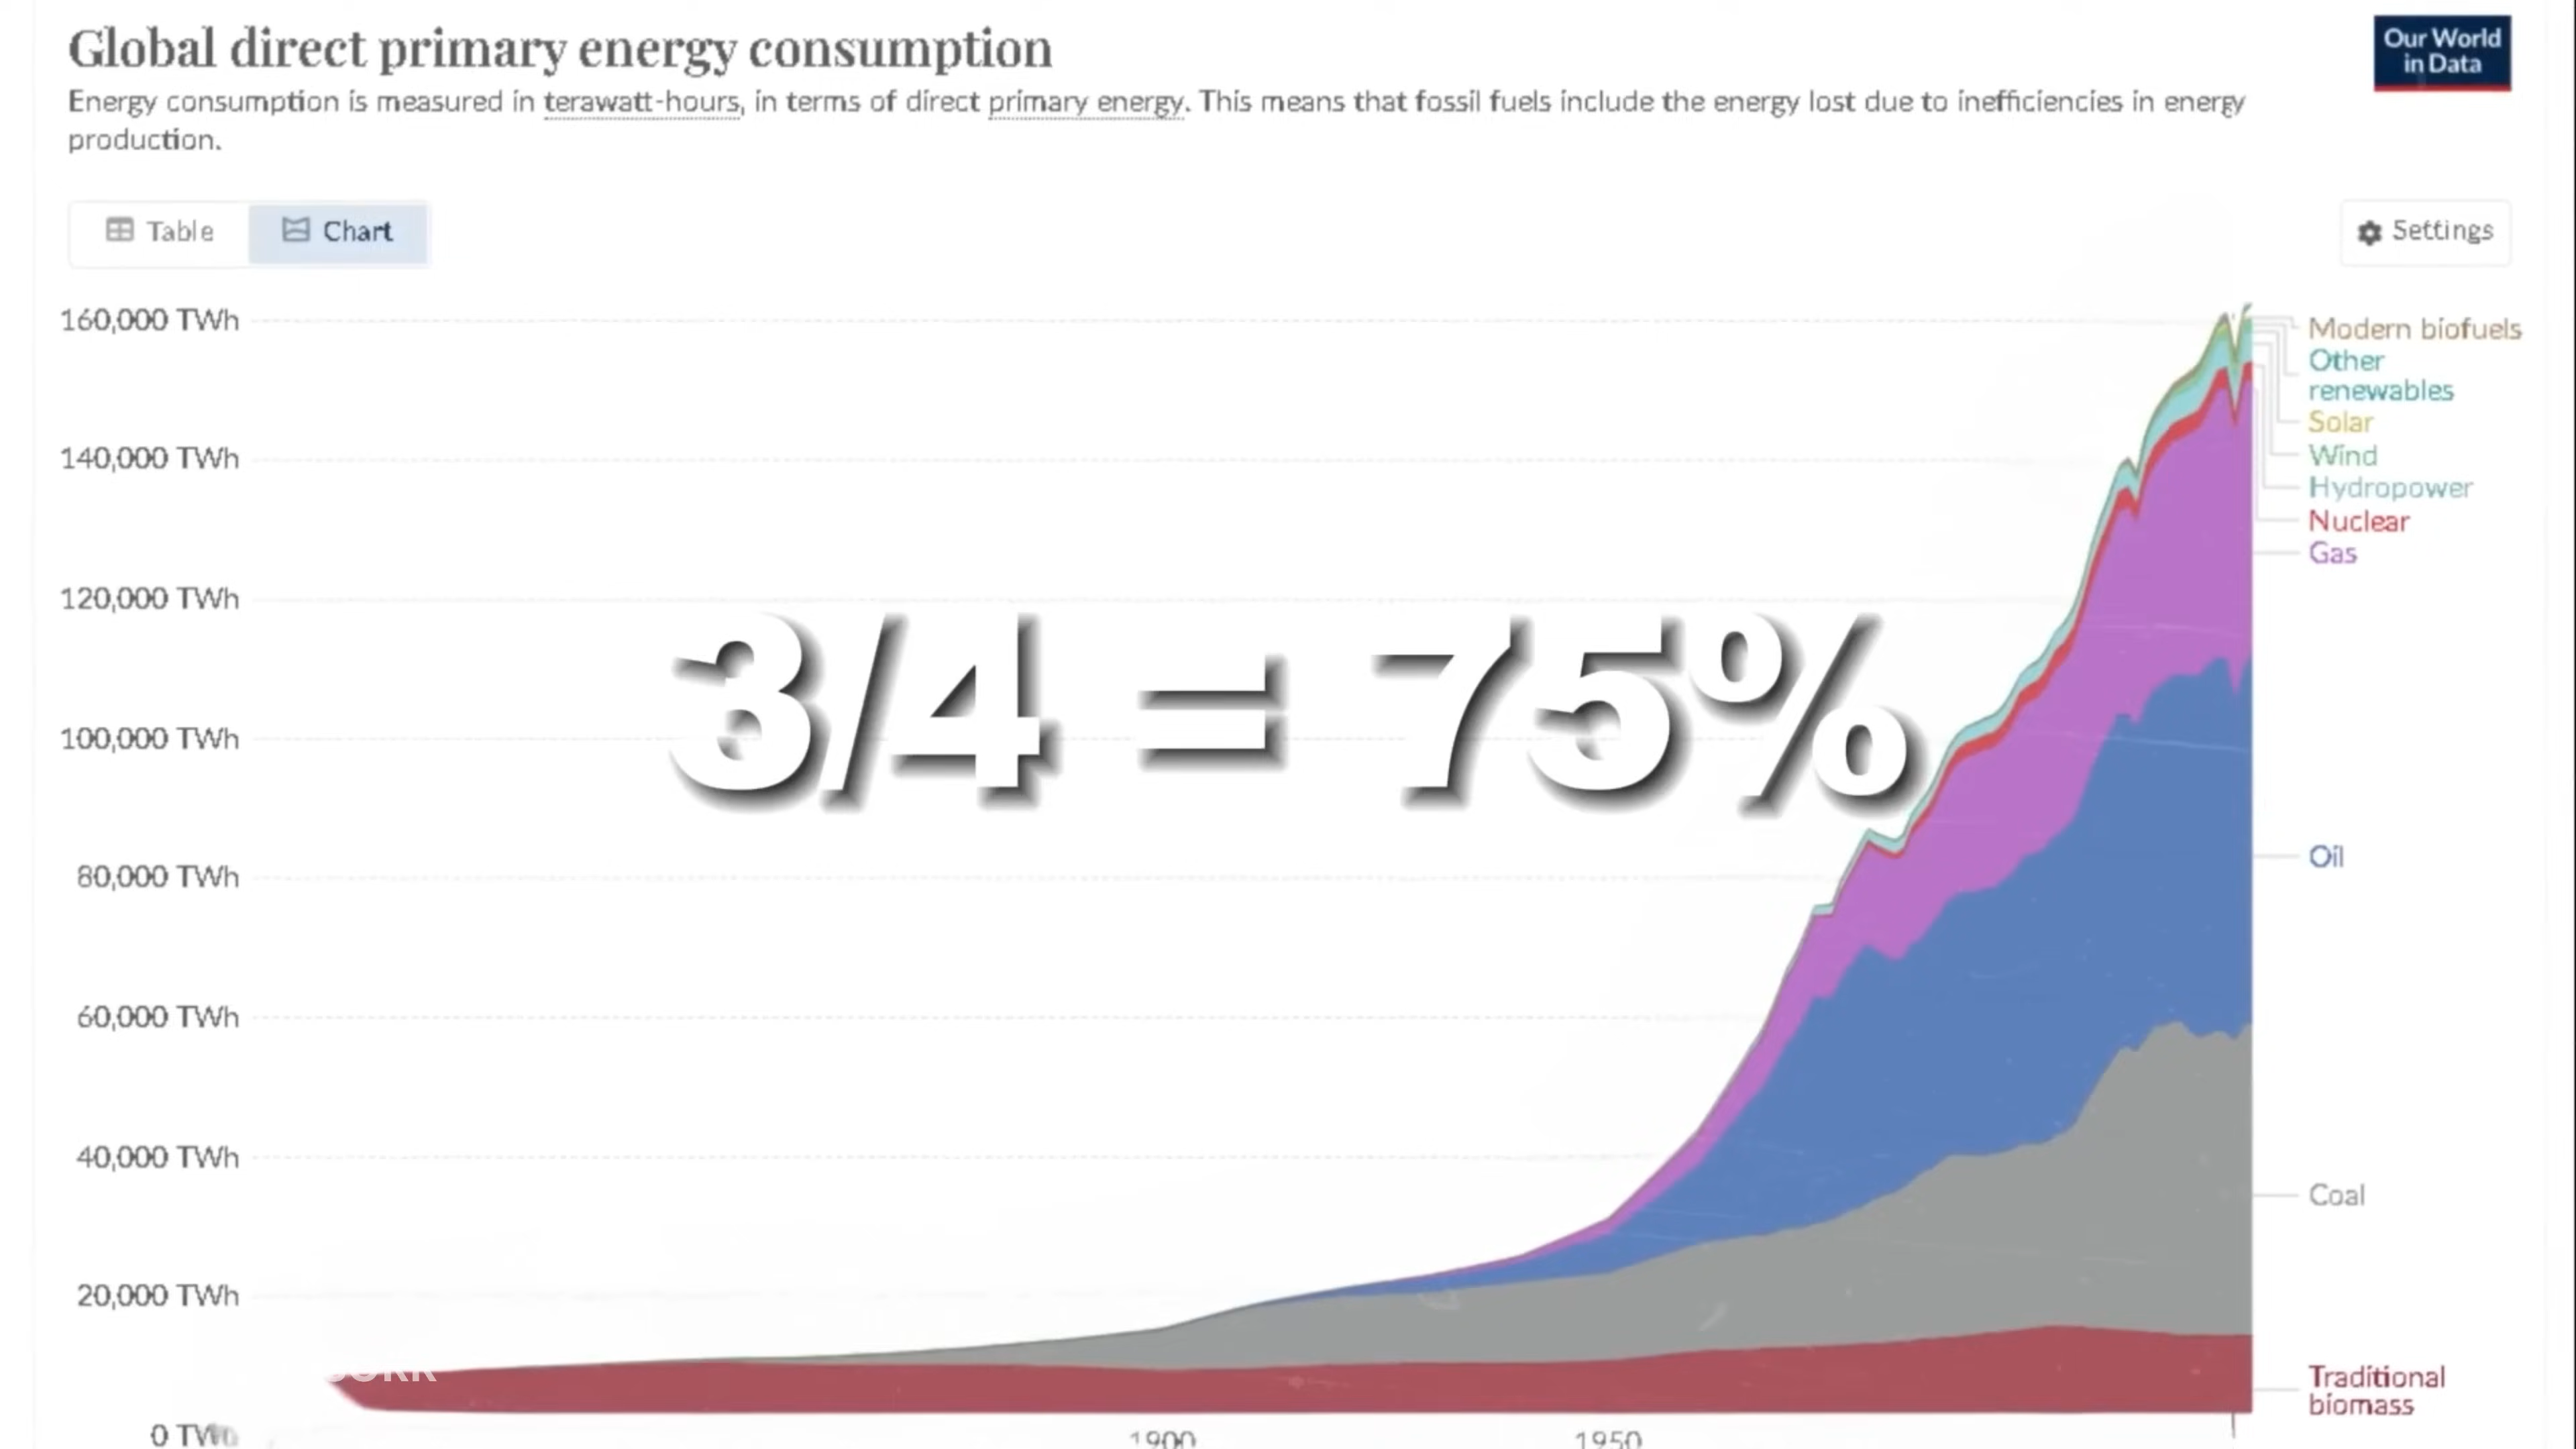 Global direct primary energy consumption
Our World
in Data
Energy consumption is measured in terawatt-hours, in terms of direct primary energy. This means that fossil fuels include the energy lost due to inefficiencies in energy
production.
Table
Chart
Settings
160,000 TWh
140,000 TWh
120,000 TWh
100,000 TWh
80,000 TWh
60,000 TWh
40,000 TWh
20,000 TWh
0 TWh
3/4 = 75%
Modern biofuels
Other
renewables
Solar
Wind
Hydropower
Nuclear
Gas
Oil
Coal
Traditional
biomass
1900
1950